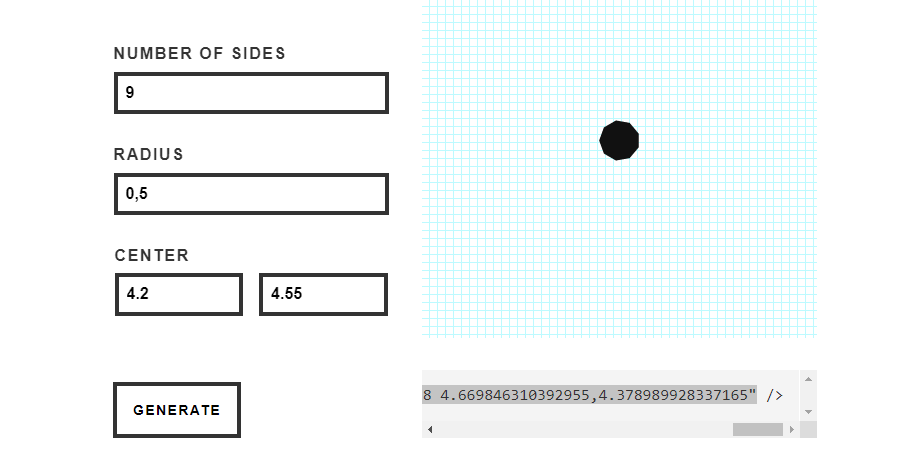 NUMBER OF SIDES
9
RADIUS
0,5
CENTER
4.2 4.55
GENERATE
8 4.669846310392955,4.378989928337165" />